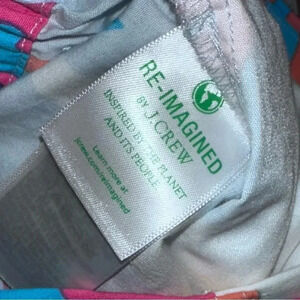 RE-IMAGINED
BY J.CREW
INSPIRED BY THE PLANET
AND ITS PEOPLE
Learn more at
jcrew.com/reimagined